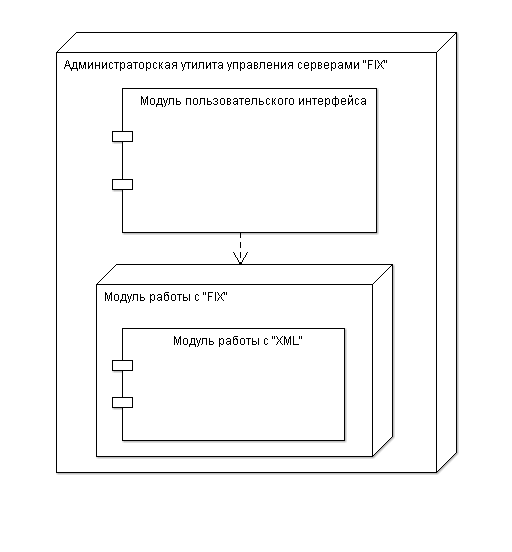 Администраторская утилита управления серверами "FIX"
Модуль пользовательского интерфейса
Модуль работы с "FIX"
Модуль работы с "XML"